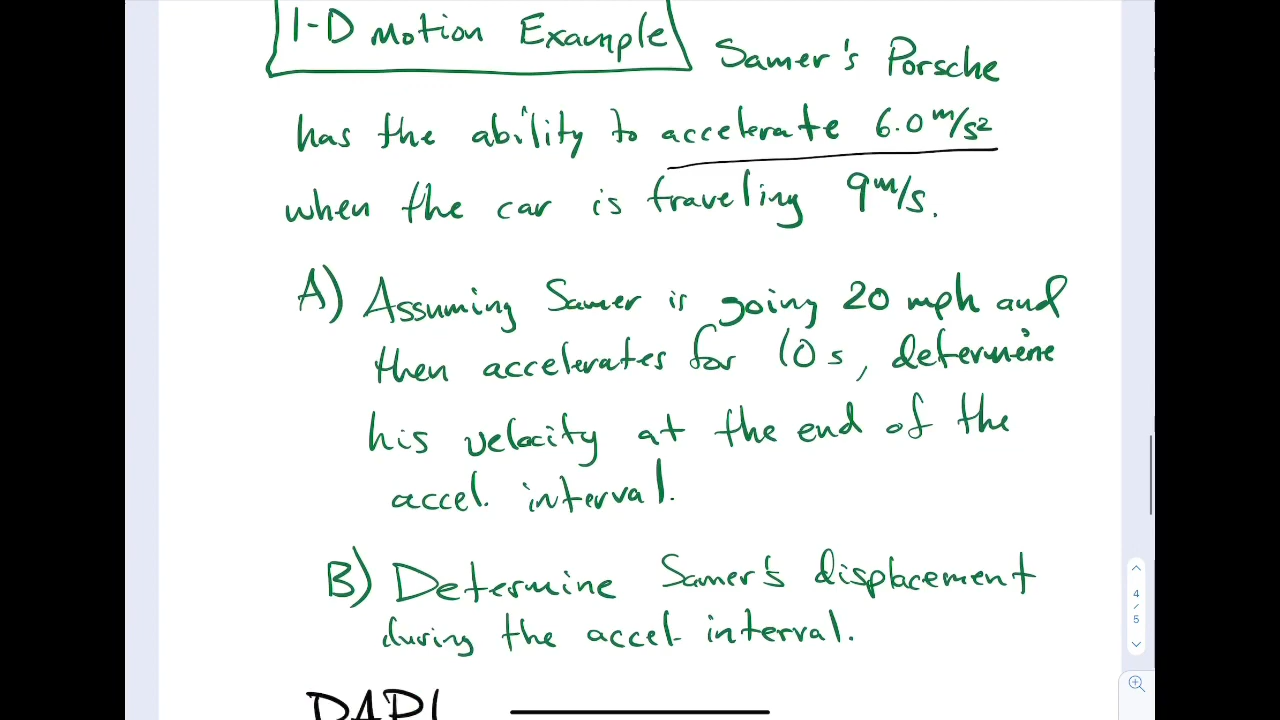 1-D Motion Example
Samer's Porsche
has the ability to accelerate 6.0 m/s²
when the car is traveling 9 m/s.
A) Assuming Samer is going 20 mph and
then accelerates for 10 s, determine
his velocity at the end of the
accel. interval.
B) Determine Samer's displacement
during the accel. interval.
4
/
5